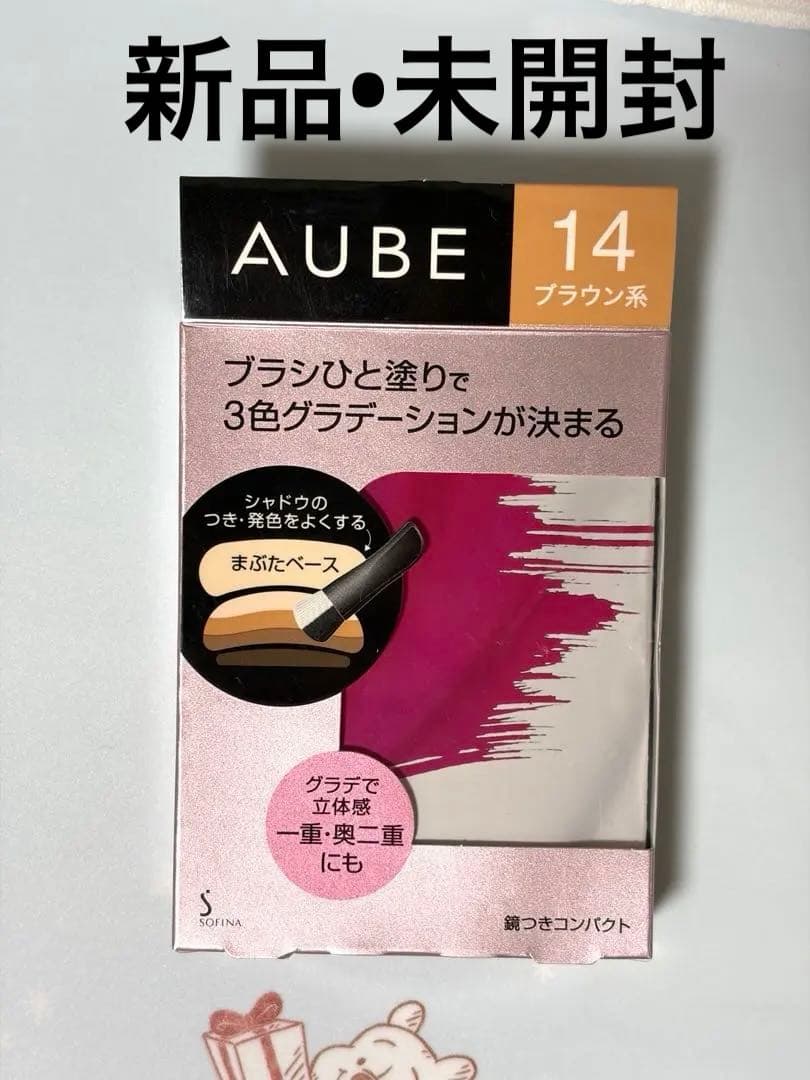 新品•未開封
AUBE
14
ブラウン系
ブラシひと塗りで
3色グラデーションが決まる
シャドウの
つき・発色をよくする
まぶたベース
グラデで
立体感
一重・奥二重
にも
SOFINA
鏡つきコンパクト